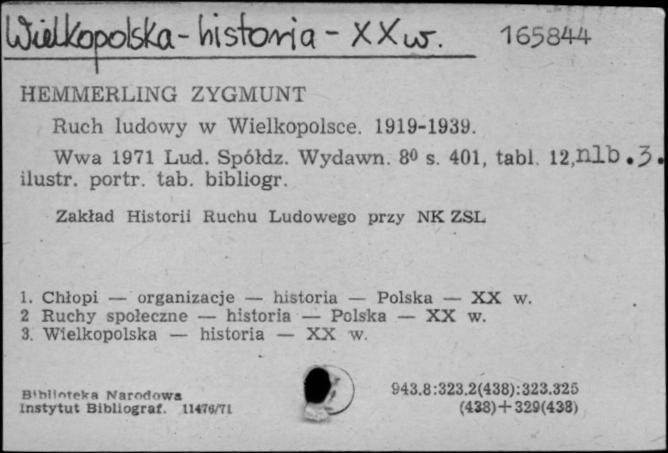 Wielkopolska - historia - XX w. 165844
HEMMERLING ZYGMUNT
Ruch ludowy w Wielkopolsce. 1919-1939.
Wwa 1971 Lud. Spółdz. Wydawn. 8⁰ s. 401, tabl. 12, nlb. 3.
ilustr. portr. tab. bibliogr.
Zakład Historii Ruchu Ludowego przy NK ZSL
1. Chłopi — organizacje — historia — Polska — XX w.
2 Ruchy społeczne — historia — Polska — XX w.
3. Wielkopolska — historia — XX w.
Biblioteka Narodowa
Instytut Bibliograf. 11476/71
943.8:323.2(438):323.325
(438)+329(438)